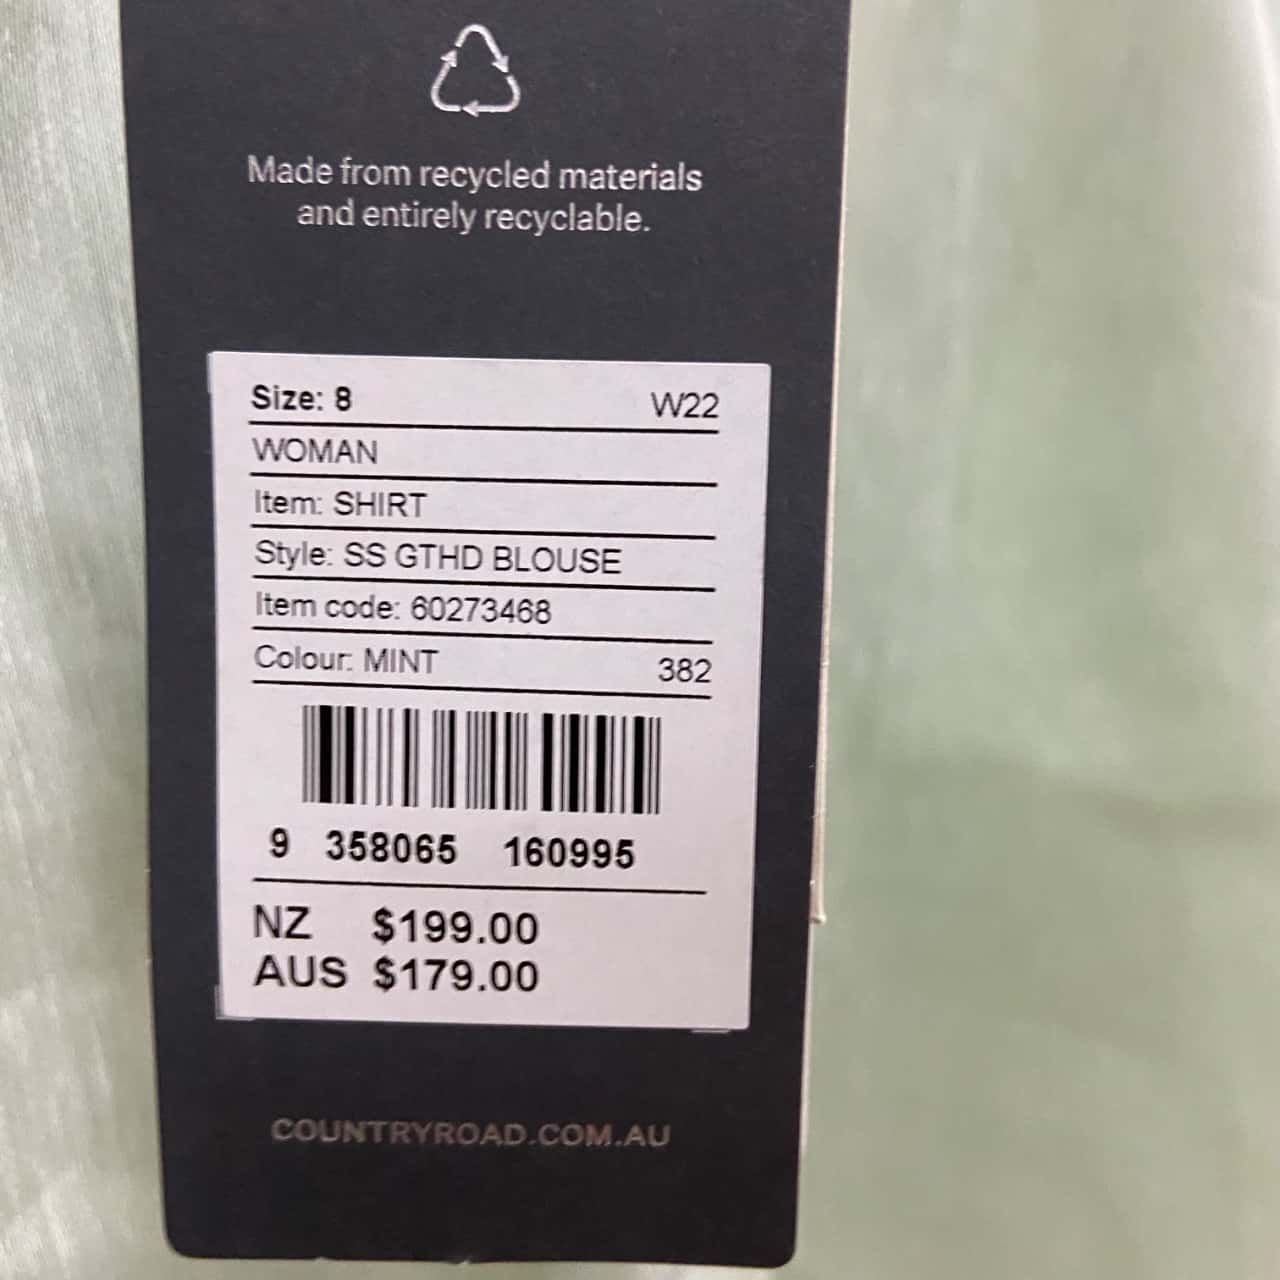 Made from recycled materials
and entirely recyclable.
Size: 8 W22
WOMAN
Item: SHIRT
Style: SS GTHD BLOUSE
Item code: 60273468
Colour: MINT 382
9 358065 160995
NZ $199.00
AUS $179.00
COUNTRYROAD.COM.AU